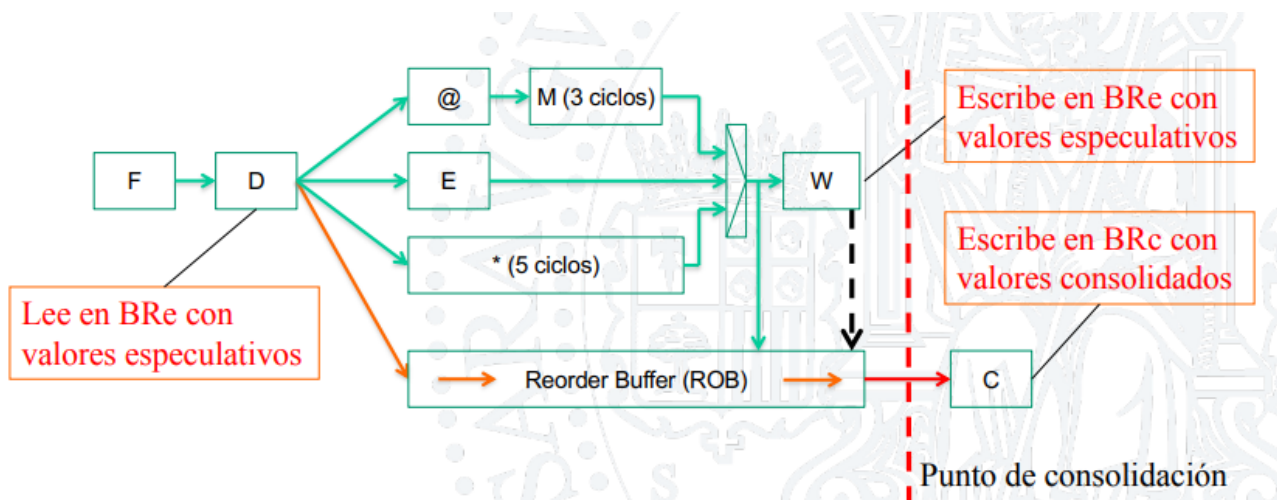 @
M (3 ciclos)
Escribe en BRe con
valores especulativos
F
D
E
W
* (5 ciclos)
Escribe en BRc con
valores consolidados
Lee en BRe con
valores especulativos
Reorder Buffer (ROB)
C
Punto de consolidación